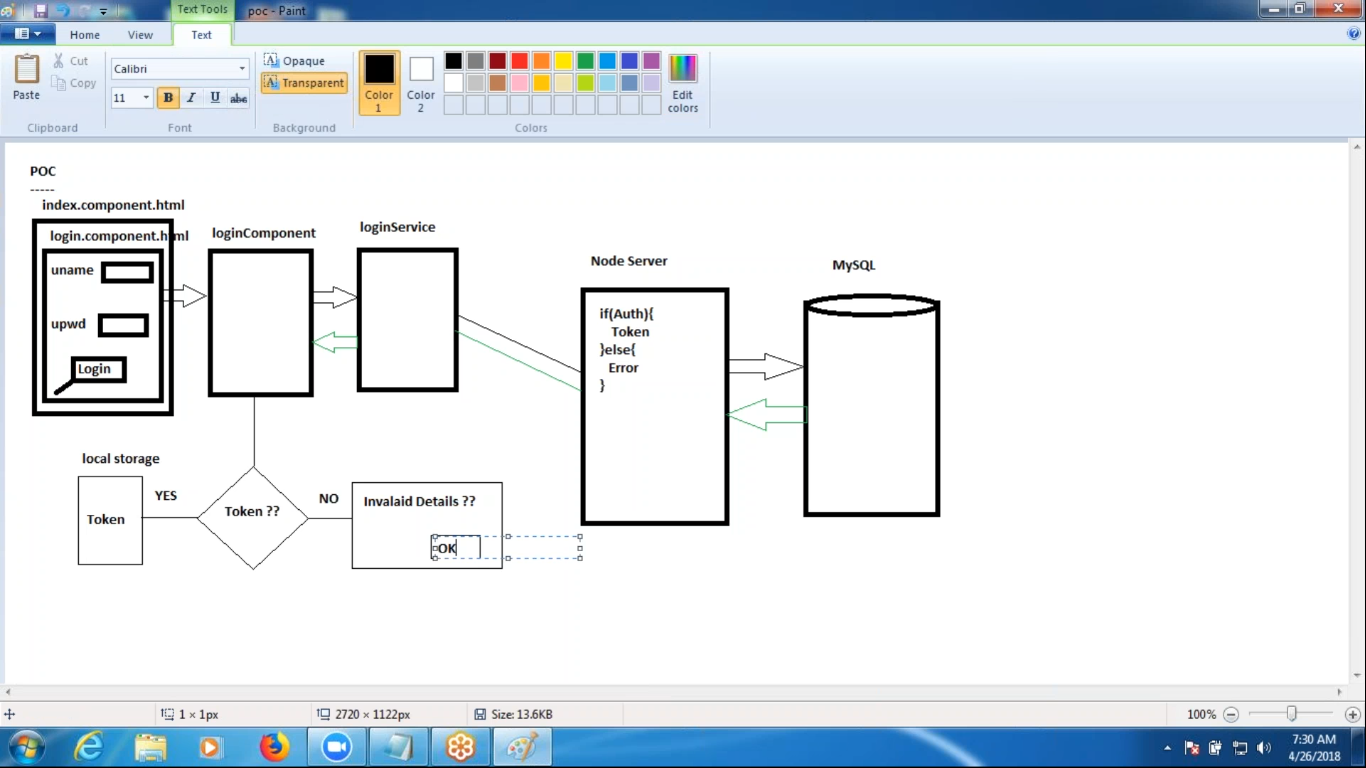 Text Tools
poc - Paint
Home
View
Text
Paste
Cut
Copy
Clipboard
Calibri
11
B I U abc
Font
Opaque
Transparent
Background
Color 1
Color 2
Edit colors
Colors
POC
-----
index.component.html
login.component.html
uname
upwd
Login
loginComponent
loginService
Node Server
if(Auth){
Token
}else{
Error
}
MySQL
local storage
Token
YES
Token ??
NO
Invalaid Details ??
OK
1 × 1px
2720 × 1122px
Size: 13.6KB
100%
7:30 AM
4/26/2018